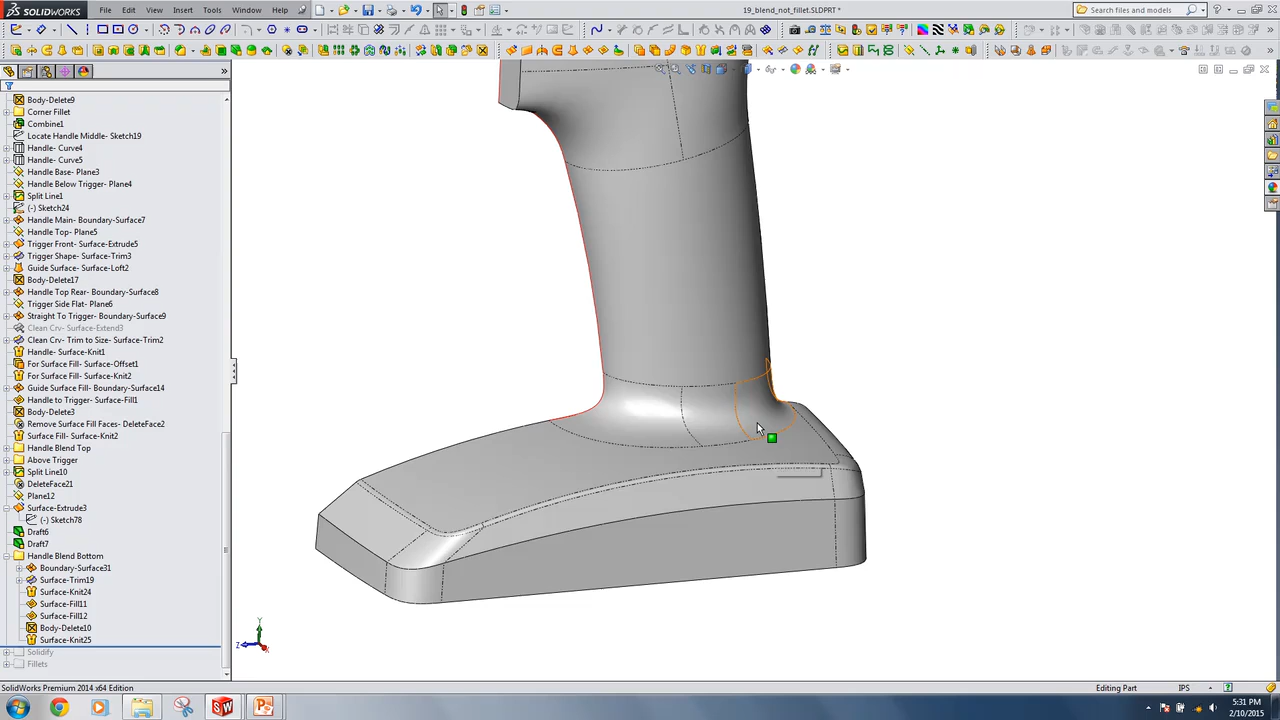 SOLIDWORKS
File Edit View Insert Tools Window Help
19_blend_not_fillet.SLDPRT *
Search files and models
Body-Delete9
Corner Fillet
Combine1
Locate Handle Middle- Sketch19
Handle- Curve4
Handle- Curve5
Handle Base- Plane3
Handle Below Trigger- Plane4
Split Line1
(-) Sketch24
Handle Main- Boundary-Surface7
Handle Top- Plane5
Trigger Front- Surface-Extrude5
Trigger Shape- Surface-Trim3
Guide Surface- Surface-Loft2
Body-Delete17
Handle Top Rear- Boundary-Surface8
Trigger Side Flat- Plane6
Straight To Trigger- Boundary-Surface9
Clean Crv- Surface-Extend3
Clean Crv- Trim to Size- Surface-Trim2
Handle- Surface-Knit1
For Surface Fill- Surface-Offset1
For Surface Fill- Surface-Knit2
Guide Surface Fill- Boundary-Surface14
Handle to Trigger- Surface-Fill1
Body-Delete3
Remove Surface Fill Faces- DeleteFace2
Surface Fill- Surface-Knit2
Handle Blend Top
Above Trigger
Split Line10
DeleteFace21
Plane12
Surface-Extrude3
(-) Sketch78
Draft6
Draft7
Handle Blend Bottom
Boundary-Surface31
Surface-Trim19
Surface-Knit24
Surface-Fill11
Surface-Fill12
Body-Delete10
Surface-Knit25
Solidify
Fillets
Y
Z
X
SolidWorks Premium 2014 x64 Edition
Editing Part
IPS
5:31 PM
2/10/2015